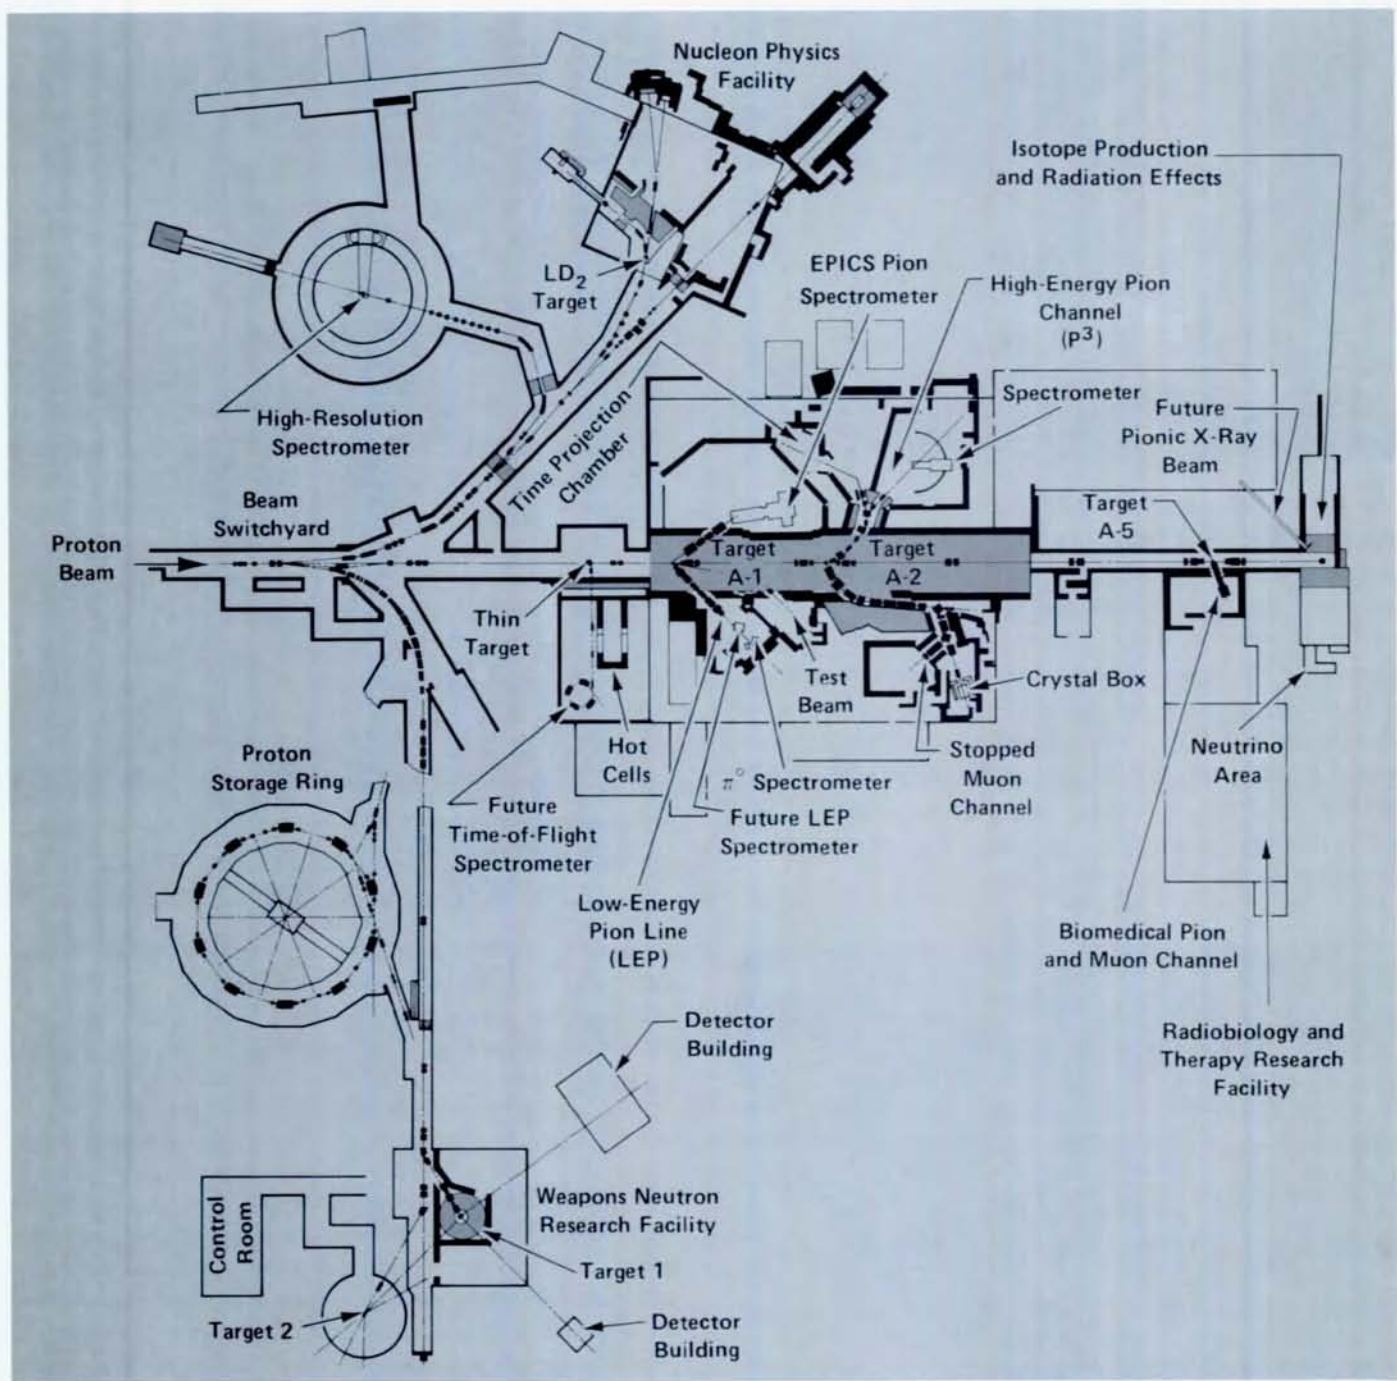 Nucleon Physics
Facility
Isotope Production
and Radiation Effects
LD2
Target
EPICS Pion
Spectrometer
High-Energy Pion
Channel
(P3)
High-Resolution
Spectrometer
Time Projection
Chamber
Spectrometer
Future
Pionic X-Ray
Beam
Beam
Switchyard
Target
A-5
Proton
Beam
Target
A-1
Target
A-2
Thin
Target
Test
Beam
Crystal Box
Hot
Cells
π° Spectrometer
Stopped
Muon
Channel
Neutrino
Area
Proton
Storage Ring
Future
Time-of-Flight
Spectrometer
Future LEP
Spectrometer
Low-Energy
Pion Line
(LEP)
Biomedical Pion
and Muon Channel
Detector
Building
Radiobiology and
Therapy Research
Facility
Control
Room
Weapons Neutron
Research Facility
Target 1
Target 2
Detector
Building